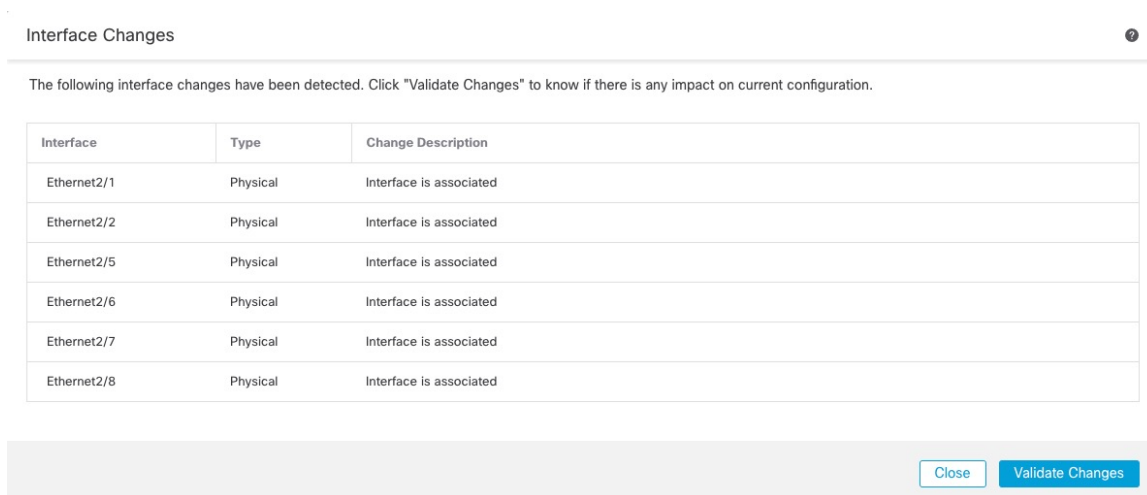 Interface Changes
The following interface changes have been detected. Click "Validate Changes" to know if there is any impact on current configuration.
Interface Type Change Description
Ethernet2/1 Physical Interface is associated
Ethernet2/2 Physical Interface is associated
Ethernet2/5 Physical Interface is associated
Ethernet2/6 Physical Interface is associated
Ethernet2/7 Physical Interface is associated
Ethernet2/8 Physical Interface is associated
Close Validate Changes